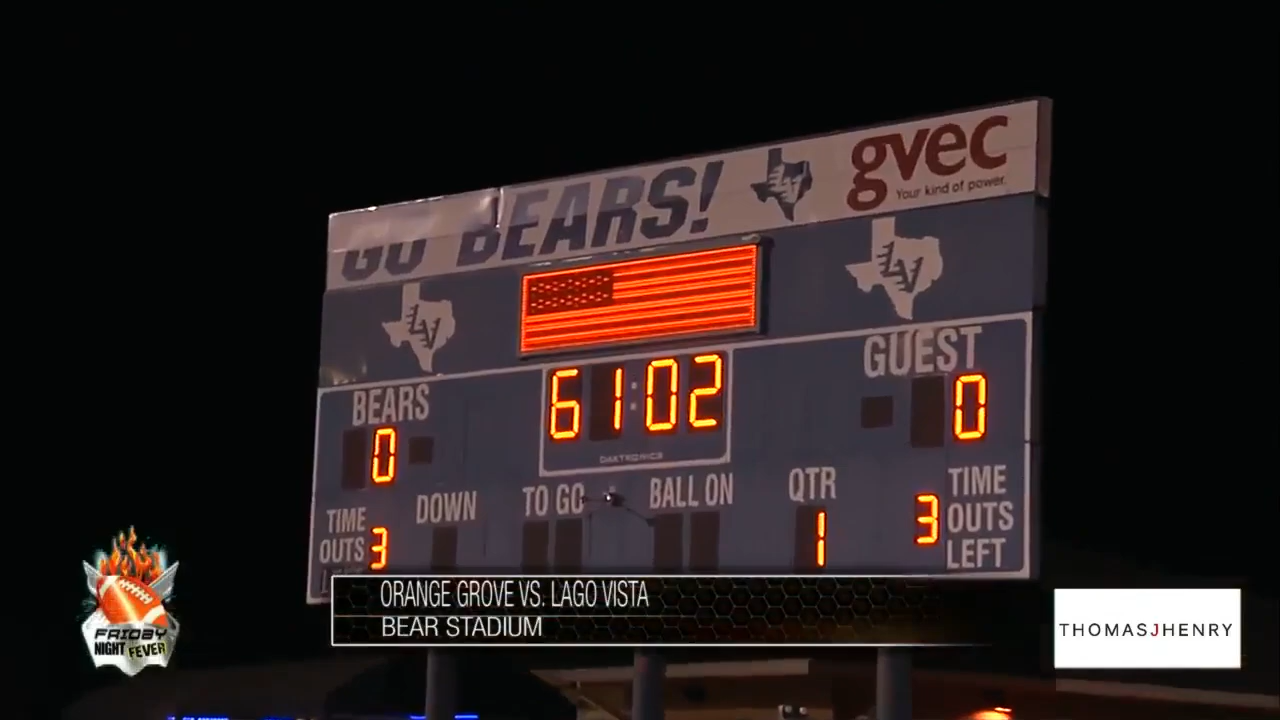 GO BEARS!
LV
gvec
Your kind of power.
LV
LV
BEARS
61:02
GUEST
0
0
DAKTRONICS
DOWN
TO GO
BALL ON
QTR
TIME
OUTS
3
1
3
TIME
OUTS
LEFT
ORANGE GROVE VS. LAGO VISTA
BEAR STADIUM
FRIDAY
NIGHT FEVER
THOMASJHENRY